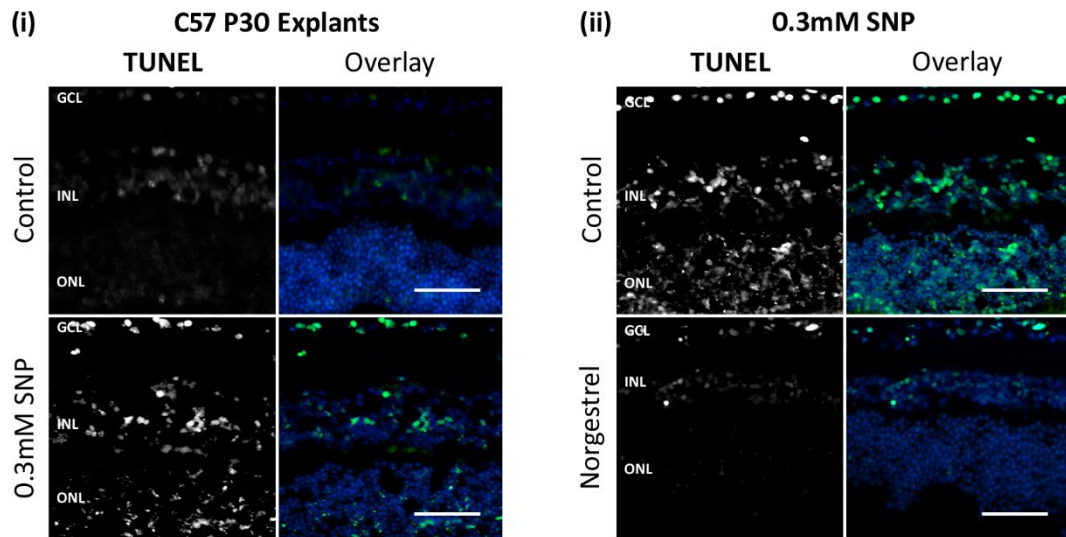 (i) C57 P30 Explants
TUNEL Overlay
Control
GCL
INL
ONL
0.3mM SNP
GCL
INL
ONL
(ii) 0.3mM SNP
TUNEL Overlay
Control
GCL
INL
ONL
Norgestrel
GCL
INL
ONL